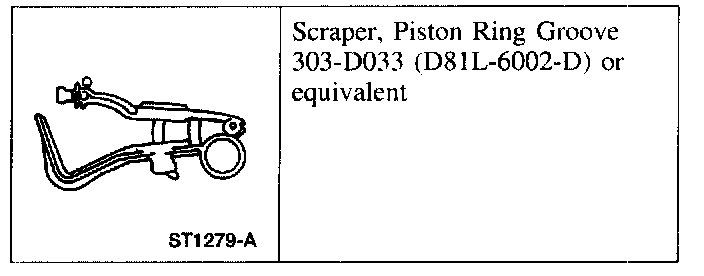 Scraper, Piston Ring Groove
303-D033 (D81L-6002-D) or
equivalent
ST1279-A